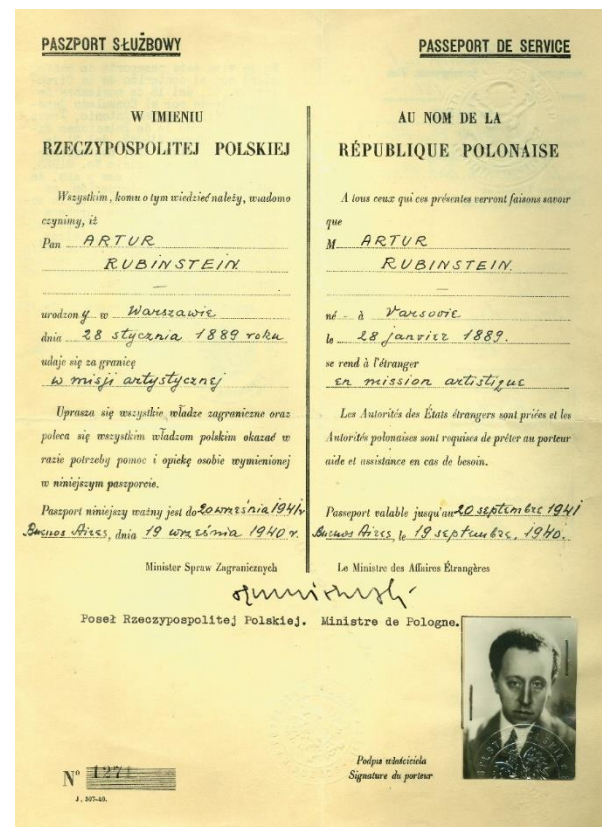 PASZPORT SŁUŻBOWY
W IMIENIU
RZECZYPOSPOLITEJ POLSKIEJ
Wszystkim, komu o tym wiedzieć należy, wiadomo
czynimy, iż
Pan ARTUR
RUBINSTEIN
—
urodzony w Warszawie
dnia 28 stycznia 1889 roku
udaje się za granicę
w misji artystycznej
Uprasza się wszystkie władze zagraniczne oraz
poleca się wszystkim władzom polskim okazać w
razie potrzeby pomoc i opiekę osobie wymienionej
w niniejszym paszporcie.
Paszport niniejszy ważny jest do 20 września 1941 r
Buenos Aires, dnia 19 września 1940 r.
Minister Spraw Zagranicznych
Poseł Rzeczypospolitej Polskiej.
PASSEPORT DE SERVICE
AU NOM DE LA
RÉPUBLIQUE POLONAISE
A tous ceux qui ces présentes verront faisons savoir
que
M ARTUR
RUBINSTEIN.
—
né - à Varsovie
le 28 janvier 1889.
se rend à l'étranger
en mission artistique
Les Autorités des États étrangers sont priées et les
Autorités polonaises sont requises de prêter au porteur
aide et assistance en cas de besoin.
Passeport valable jusqu'au 20 septembre 1941
Buenos Aires, le 19 septembre, 1940.
Le Ministre des Affaires Étrangères
Ministre de Pologne.
Podpis właściciela
Signature du porteur
Nº 1271
J. 307-40.